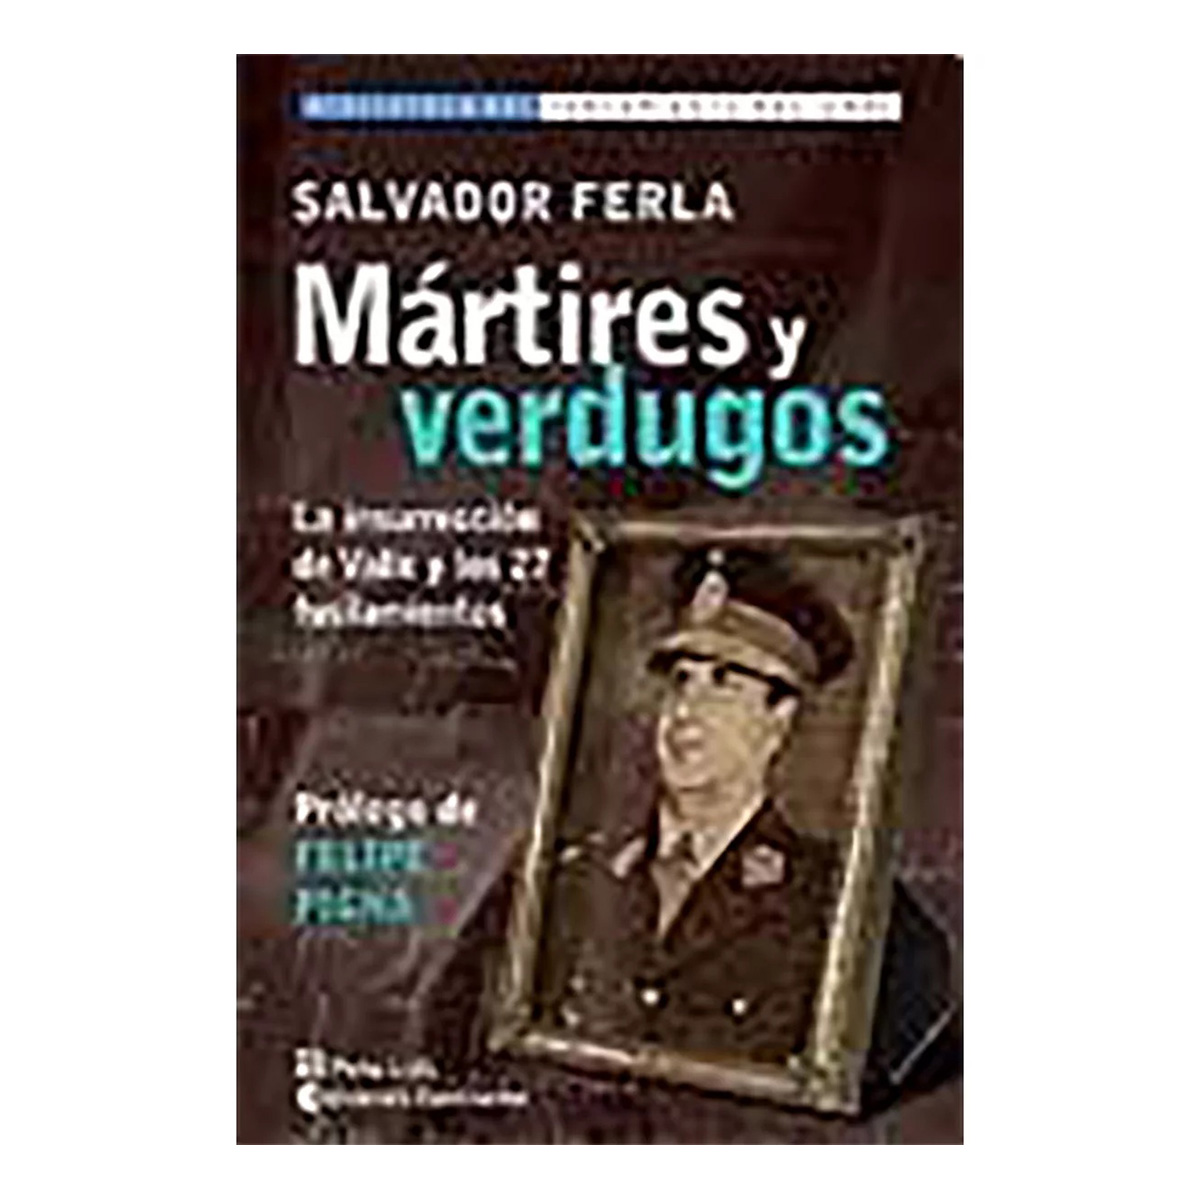 SALVADOR FERLA
Mártires y
verdugos
La insurrección
de Valle y los 27
fusilamientos
Prólogo de
FELIPE
PIGNA